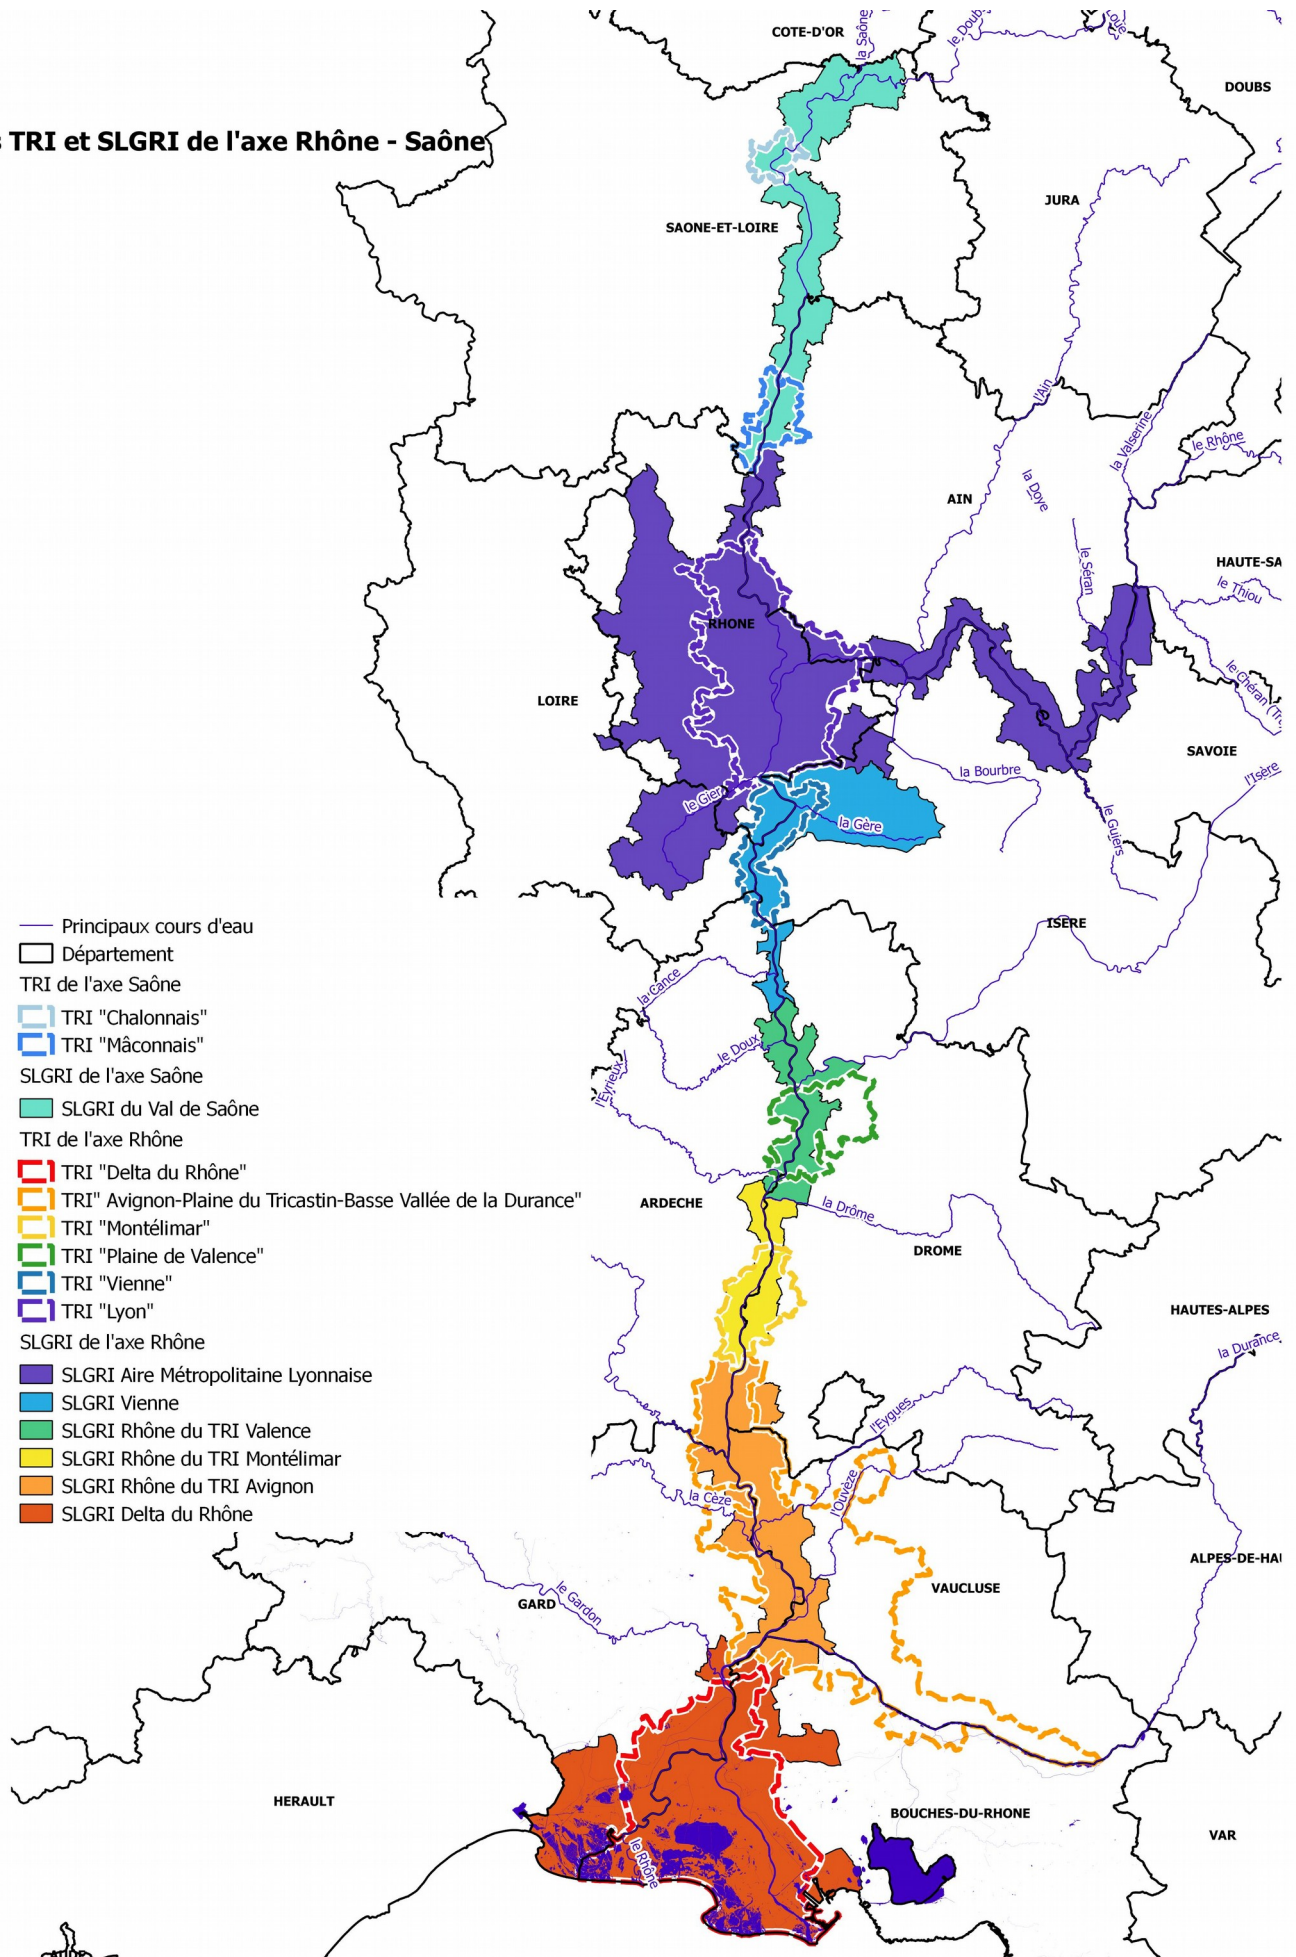 COTE-D'OR
la Saône
le Doubs
DOUBS
TRI et SLGRI de l'axe Rhône - Saône
JURA
SAONE-ET-LOIRE
l'Ain
la Valserine
le Rhône
la Doye
AIN
le Séran
HAUTE-SA
le Thiou
RHONE
le Chéran
LOIRE
SAVOIE
la Bourbre
l'Isère
le Gier
la Gère
le Guiers
ISERE
la Cance
le Doux
l'Eyrieux
Principaux cours d'eau
Département
TRI de l'axe Saône
TRI "Chalonnais"
TRI "Mâconnais"
SLGRI de l'axe Saône
SLGRI du Val de Saône
TRI de l'axe Rhône
TRI "Delta du Rhône"
TRI" Avignon-Plaine du Tricastin-Basse Vallée de la Durance"
TRI "Montélimar"
TRI "Plaine de Valence"
TRI "Vienne"
TRI "Lyon"
SLGRI de l'axe Rhône
SLGRI Aire Métropolitaine Lyonnaise
SLGRI Vienne
SLGRI Rhône du TRI Valence
SLGRI Rhône du TRI Montélimar
SLGRI Rhône du TRI Avignon
SLGRI Delta du Rhône
ARDECHE
la Drôme
DROME
HAUTES-ALPES
la Durance
l'Eygues
l'Ouvèze
la Cèze
ALPES-DE-HA
VAUCLUSE
GARD
le Gardon
HERAULT
BOUCHES-DU-RHONE
VAR
le Rhône
AUDE